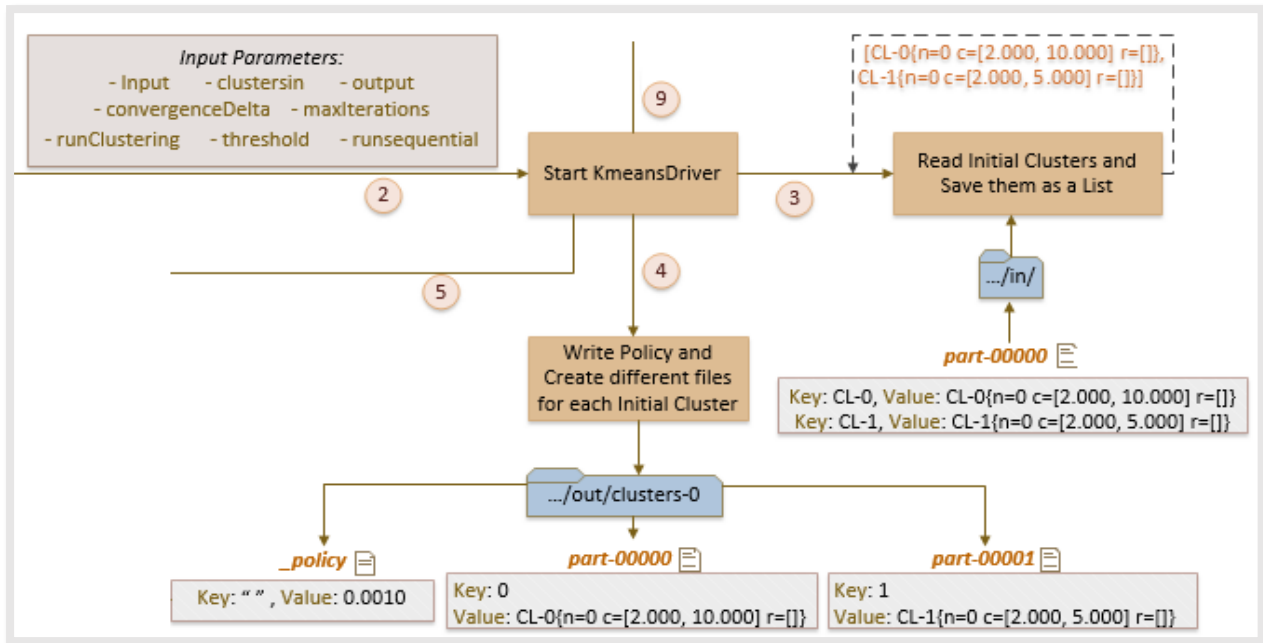 Input Parameters:
- Input - clustersin - output
- convergenceDelta - maxIterations
- runClustering - threshold - runsequential
9
[CL-0{n=0 c=[2.000, 10.000] r=[]},
CL-1{n=0 c=[2.000, 5.000] r=[]}]
Start KmeansDriver
Read Initial Clusters and
Save them as a List
2
3
5
4
.../in/
Write Policy and
Create different files
for each Initial Cluster
part-00000
Key: CL-0, Value: CL-0{n=0 c=[2.000, 10.000] r=[]}
Key: CL-1, Value: CL-1{n=0 c=[2.000, 5.000] r=[]}
.../out/clusters-0
_policy
Key: “ ” , Value: 0.0010
part-00000
Key: 0
Value: CL-0{n=0 c=[2.000, 10.000] r=[]}
part-00001
Key: 1
Value: CL-1{n=0 c=[2.000, 5.000] r=[]}